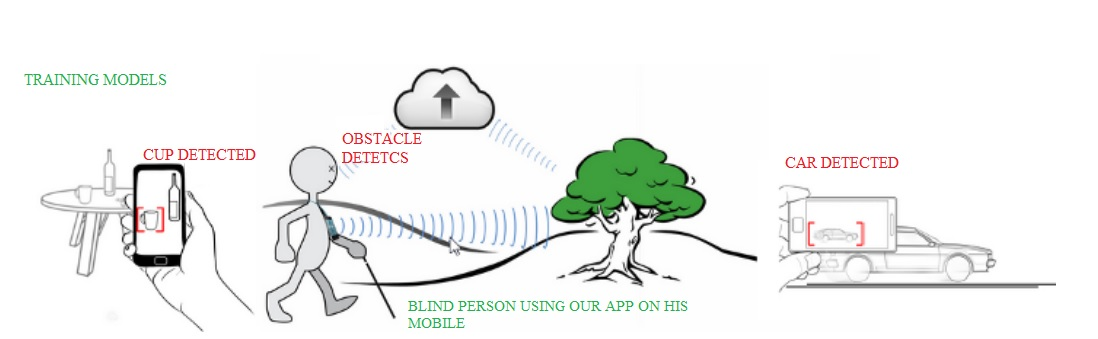 TRAINING MODELS
CUP DETECTED
OBSTACLE
DETETCS
CAR DETECTED
BLIND PERSON USING OUR APP ON HIS
MOBILE